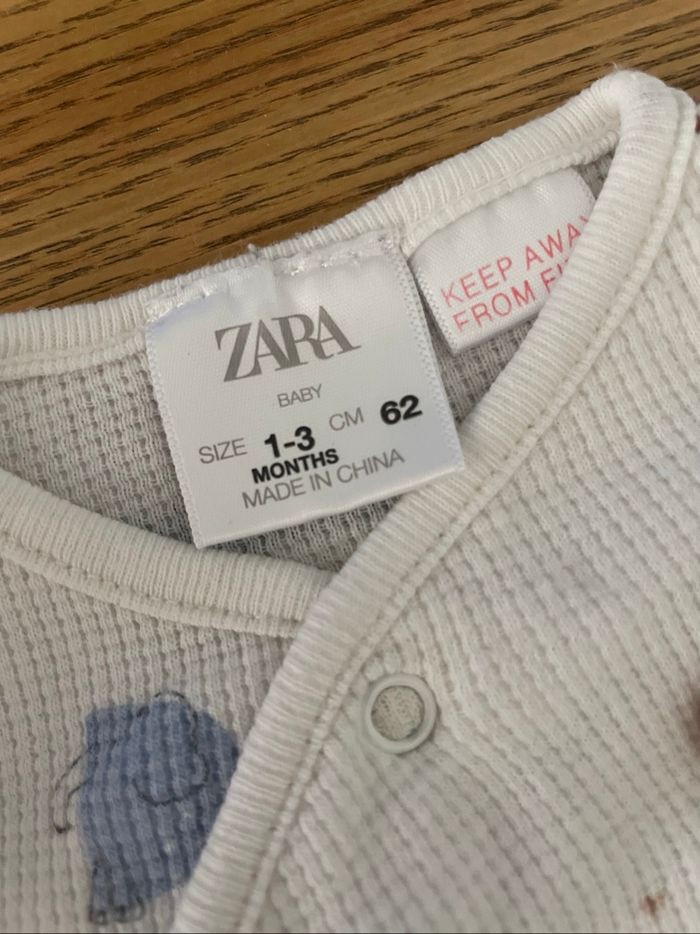 ZARA
BABY
SIZE 1-3 CM 62
MONTHS
MADE IN CHINA
KEEP AWAY
FROM